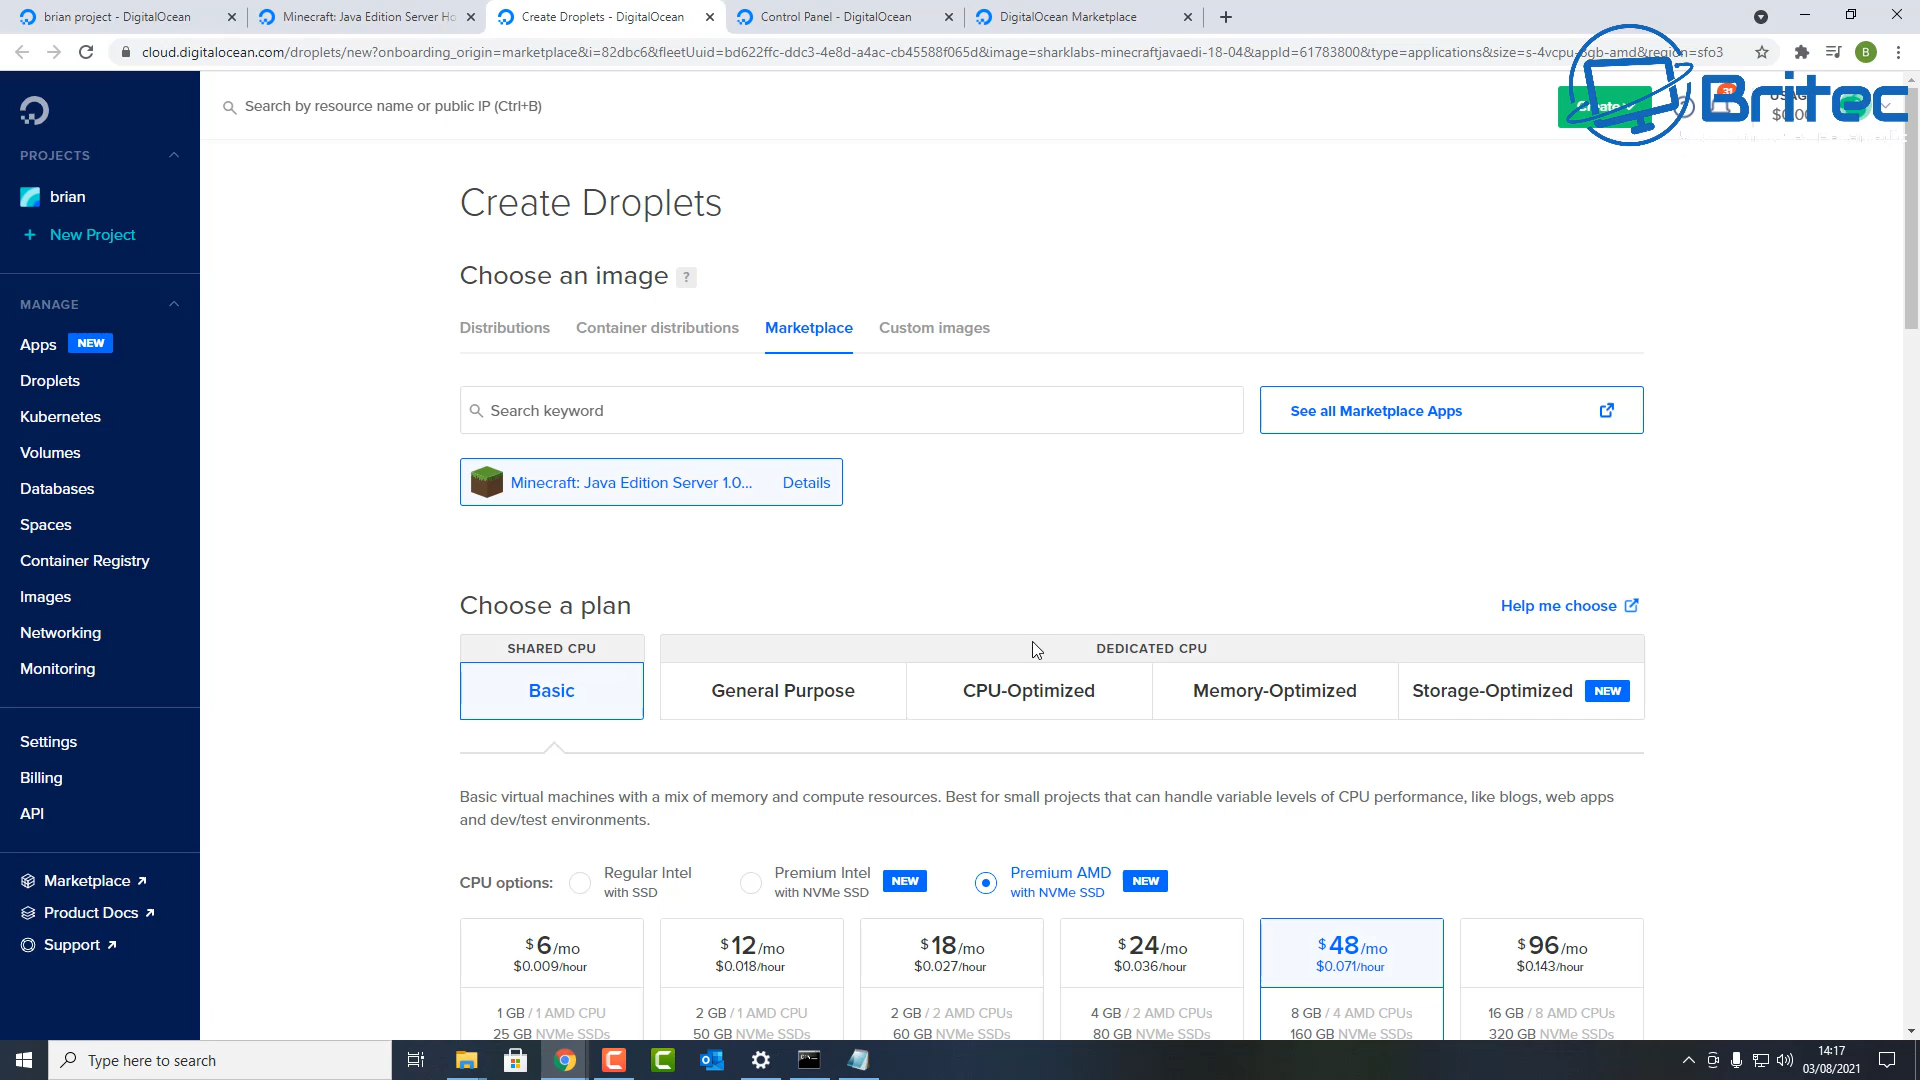 brian project - DigitalOcean
Minecraft: Java Edition Server Ho
Create Droplets - DigitalOcean
Control Panel - DigitalOcean
DigitalOcean Marketplace
cloud.digitalocean.com/droplets/new?onboarding_origin=marketplace&i=82dbc6&fleetUuid=bd622ffc-ddc3-4e8d-a4ac-cb45588f065d&image=sharklabs-minecraftjavaedi-18-04&appId=61783800&type=applications&size=s-4vcpu-8gb-amd&region=sfo3
B
Search by resource name or public IP (Ctrl+B)
Create
31
USAGE
$0.00
Britec
PROJECTS
brian
+ New Project
MANAGE
Apps NEW
Droplets
Kubernetes
Volumes
Databases
Spaces
Container Registry
Images
Networking
Monitoring
Settings
Billing
API
Marketplace
Product Docs
Support
Create Droplets
Choose an image ?
Distributions
Container distributions
Marketplace
Custom images
Search keyword
See all Marketplace Apps
Minecraft: Java Edition Server 1.0... Details
Choose a plan
Help me choose
SHARED CPU
DEDICATED CPU
Basic
General Purpose
CPU-Optimized
Memory-Optimized
Storage-Optimized NEW
Basic virtual machines with a mix of memory and compute resources. Best for small projects that can handle variable levels of CPU performance, like blogs, web apps
and dev/test environments.
CPU options:
Regular Intel
with SSD
Premium Intel
with NVMe SSD
NEW
Premium AMD
with NVMe SSD
NEW
$6/mo
$0.009/hour
1 GB / 1 AMD CPU
25 GB NVMe SSDs
$12/mo
$0.018/hour
2 GB / 1 AMD CPU
50 GB NVMe SSDs
$18/mo
$0.027/hour
2 GB / 2 AMD CPUs
60 GB NVMe SSDs
$24/mo
$0.036/hour
4 GB / 2 AMD CPUs
80 GB NVMe SSDs
$48/mo
$0.071/hour
8 GB / 4 AMD CPUs
160 GB NVMe SSDs
$96/mo
$0.143/hour
16 GB / 8 AMD CPUs
320 GB NVMe SSDs
Type here to search
14:17
03/08/2021